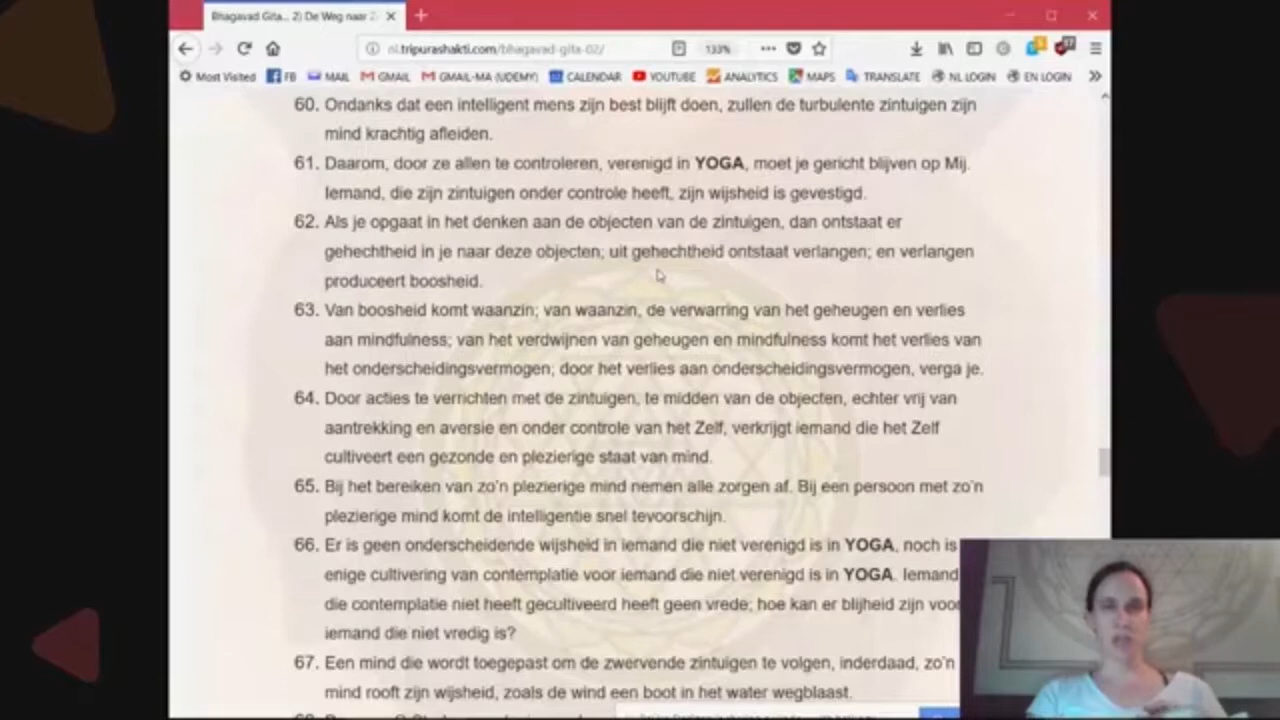 Bhagavad Gita... 2) De Weg naar
nl.tripurashakti.com/bhagavad-gita-02/
133%
Most Visited FB MAIL GMAIL GMAIL-MA (UDEMY) CALENDAR YOUTUBE ANALYTICS MAPS TRANSLATE NL LOGIN EN LOGIN
60. Ondanks dat een intelligent mens zijn best blijft doen, zullen de turbulente zintuigen zijn
mind krachtig afleiden.
61. Daarom, door ze allen te controleren, verenigd in YOGA, moet je gericht blijven op Mij.
Iemand, die zijn zintuigen onder controle heeft, zijn wijsheid is gevestigd.
62. Als je opgaat in het denken aan de objecten van de zintuigen, dan ontstaat er
gehechtheid in je naar deze objecten; uit gehechtheid ontstaat verlangen; en verlangen
produceert boosheid.
63. Van boosheid komt waanzin; van waanzin, de verwarring van het geheugen en verlies
aan mindfulness; van het verdwijnen van geheugen en mindfulness komt het verlies van
het onderscheidingsvermogen; door het verlies aan onderscheidingsvermogen, verga je.
64. Door acties te verrichten met de zintuigen, te midden van de objecten, echter vrij van
aantrekking en aversie en onder controle van het Zelf, verkrijgt iemand die het Zelf
cultiveert een gezonde en plezierige staat van mind.
65. Bij het bereiken van zo'n plezierige mind nemen alle zorgen af. Bij een persoon met zo'n
plezierige mind komt de intelligentie snel tevoorschijn.
66. Er is geen onderscheidende wijsheid in iemand die niet verenigd is in YOGA, noch is
enige cultivering van contemplatie voor iemand die niet verenigd is in YOGA. Iemand
die contemplatie niet heeft gecultiveerd heeft geen vrede; hoe kan er blijheid zijn voor
iemand die niet vredig is?
67. Een mind die wordt toegepast om de zwervende zintuigen te volgen, inderdaad, zo'n
mind rooft zijn wijsheid, zoals de wind een boot in het water wegblaast.